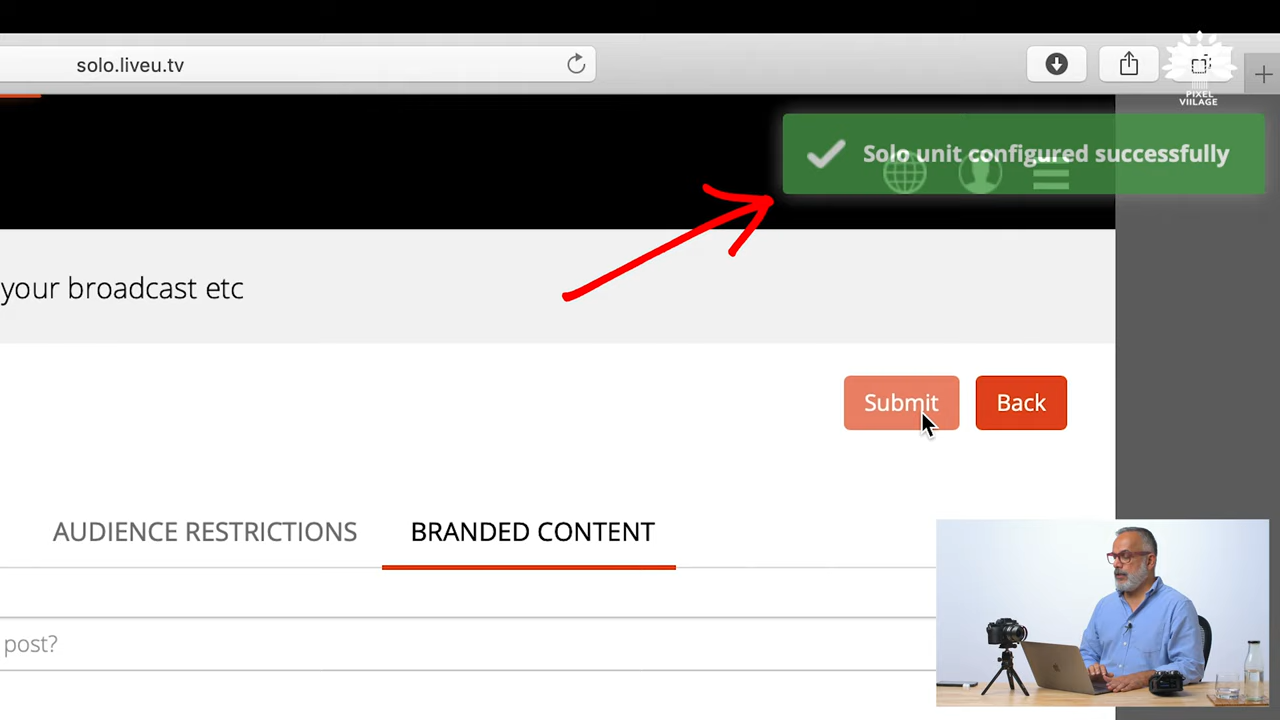 solo.liveu.tv
PiXEL
ViiLAGE
Solo unit configured successfully
your broadcast etc
Submit
Back
AUDIENCE RESTRICTIONS
BRANDED CONTENT
post?